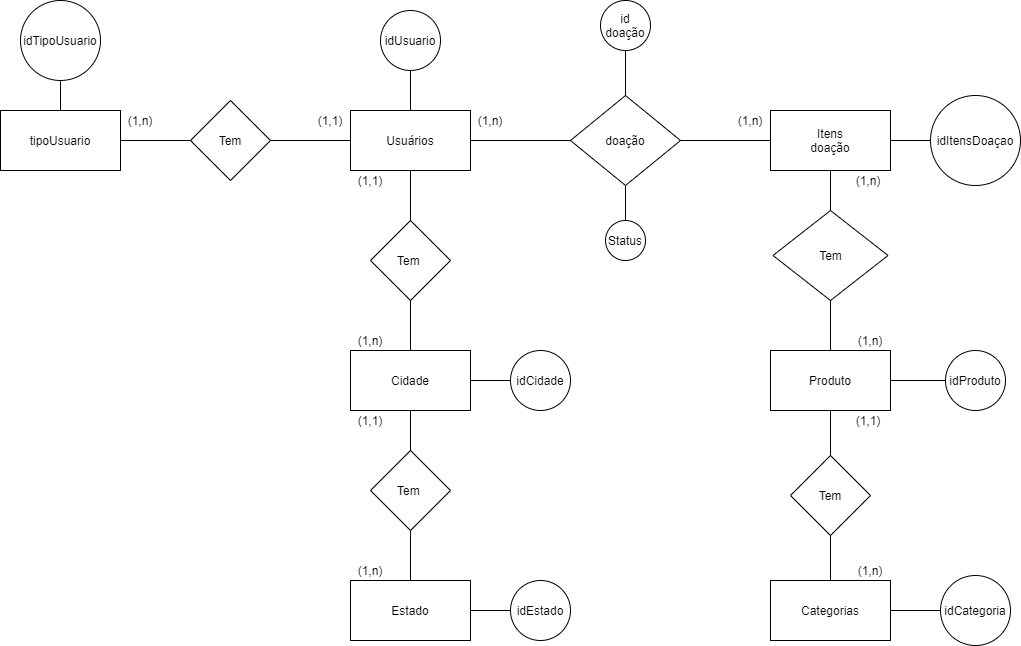 id
doação
idTipoUsuario
idUsuario
(1,n)
(1,1)
(1,n)
(1,n)
tipoUsuario
Tem
Usuários
doação
Itens
doação
idItensDoaçao
(1,1)
(1,n)
Status
Tem
Tem
(1,n)
(1,n)
Cidade
idCidade
Produto
idProduto
(1,1)
(1,1)
Tem
Tem
(1,n)
(1,n)
Estado
idEstado
Categorias
idCategoria